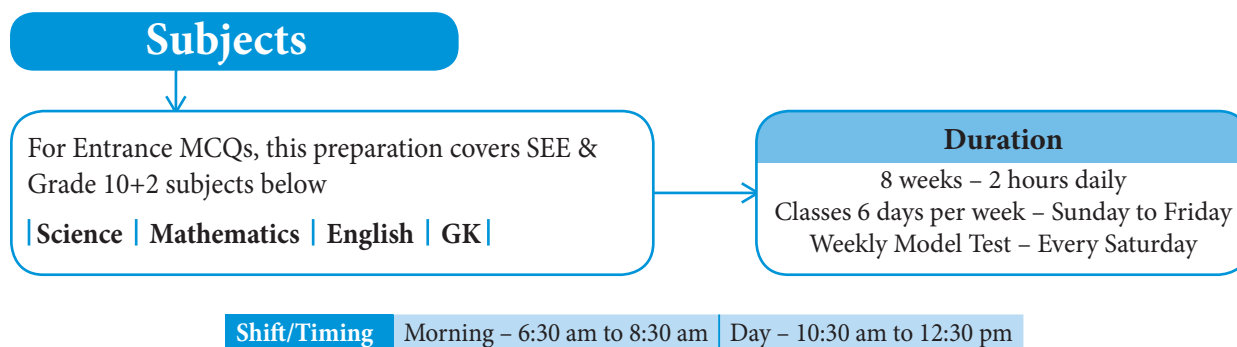 Subjects
For Entrance MCQs, this preparation covers SEE &
Grade 10+2 subjects below
| Science | Mathematics | English | GK |
Duration
8 weeks – 2 hours daily
Classes 6 days per week – Sunday to Friday
Weekly Model Test – Every Saturday
Shift/Timing Morning – 6:30 am to 8:30 am | Day – 10:30 am to 12:30 pm